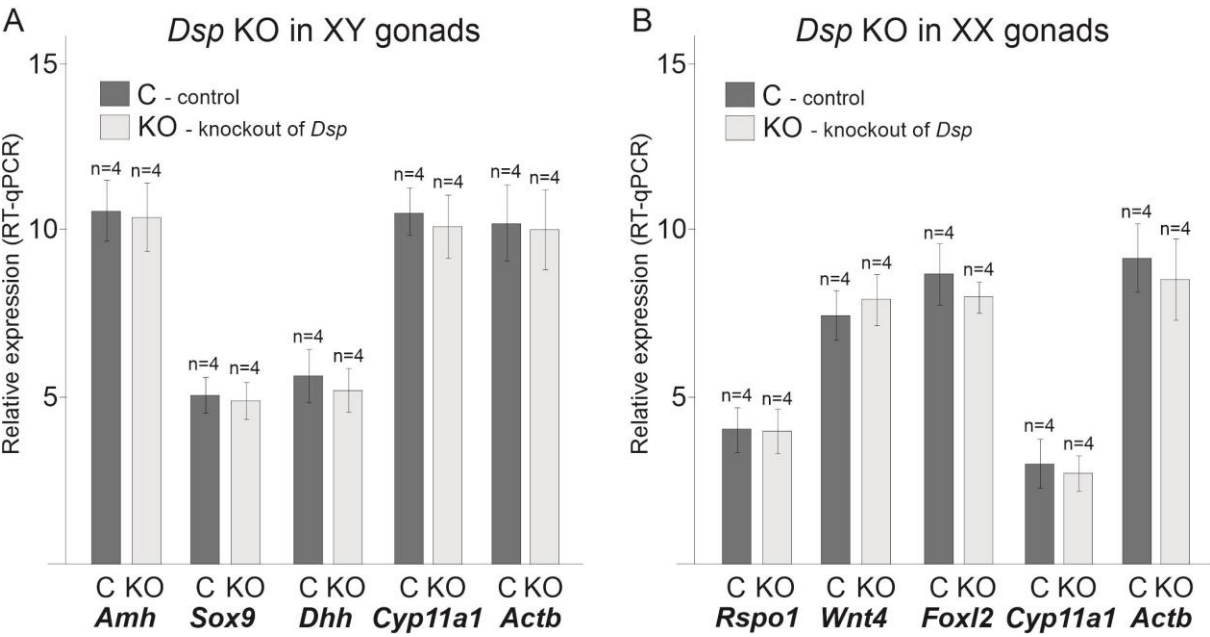 A
Dsp KO in XY gonads
15
C - control
KO - knockout of Dsp
Relative expression (RT-qPCR)
n=4 n=4 n=4 n=4 n=4 n=4
10
n=4 n=4 n=4 n=4
5
C KO C KO C KO C KO C KO
Amh Sox9 Dhh Cyp11a1 Actb
B
Dsp KO in XX gonads
15
C - control
KO - knockout of Dsp
Relative expression (RT-qPCR)
10
n=4 n=4 n=4 n=4 n=4 n=4
5
n=4 n=4 n=4 n=4
C KO C KO C KO C KO C KO
Rspo1 Wnt4 Foxl2 Cyp11a1 Actb